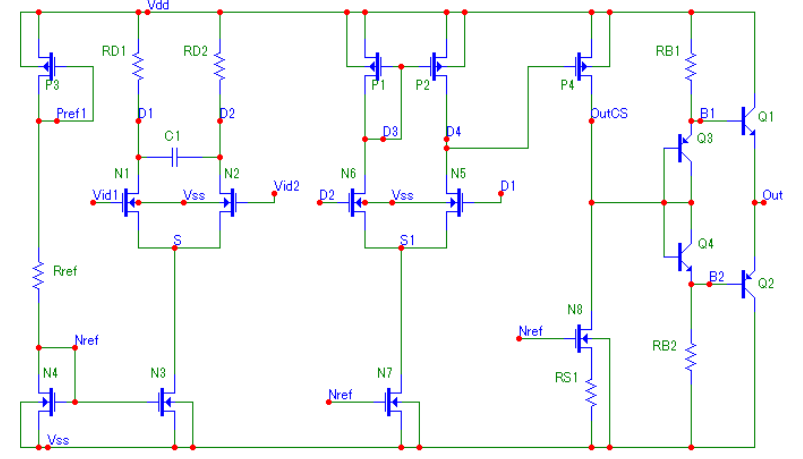 Vdd
RD1
RD2
RB1
P3
P1
P2
P4
Pref1
D1
D2
D3
D4
OutCS
B1
Q1
C1
Q3
N1
N2
N6
N5
Vid1
Vss
Vid2
D2
Vss
D1
Out
S
S1
Q4
Rref
B2
Q2
N8
Nref
Nref
RB2
N4
N3
N7
RS1
Nref
Vss